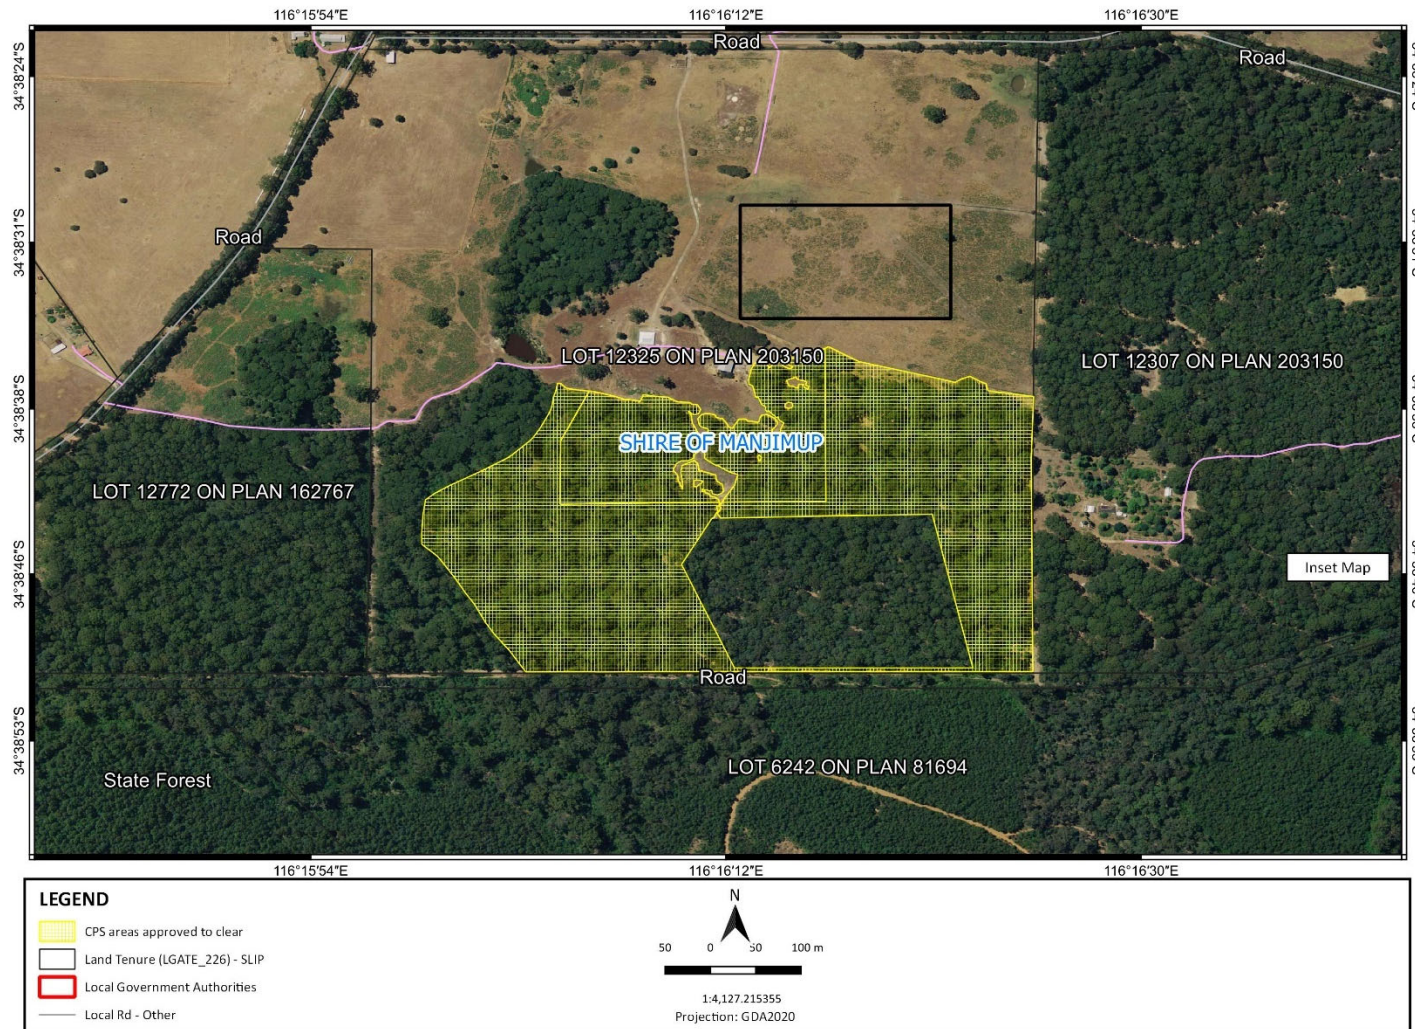 116°15′54″E 116°16′12″E 116°16′30″E
34°38′24″S
Road
Road
34°38′31″S
Road
LOT 12325 ON PLAN 203150
LOT 12307 ON PLAN 203150
34°38′38″S
SHIRE OF MANJIMUP
LOT 12772 ON PLAN 162767
34°38′46″S
Inset Map
Road
34°38′53″S
LOT 6242 ON PLAN 81694
State Forest
116°15′54″E 116°16′12″E 116°16′30″E
LEGEND
CPS areas approved to clear
Land Tenure (LGATE_226) - SLIP
Local Government Authorities
Local Rd - Other
N
50 0 50 100 m
1:4,127.215355
Projection: GDA2020